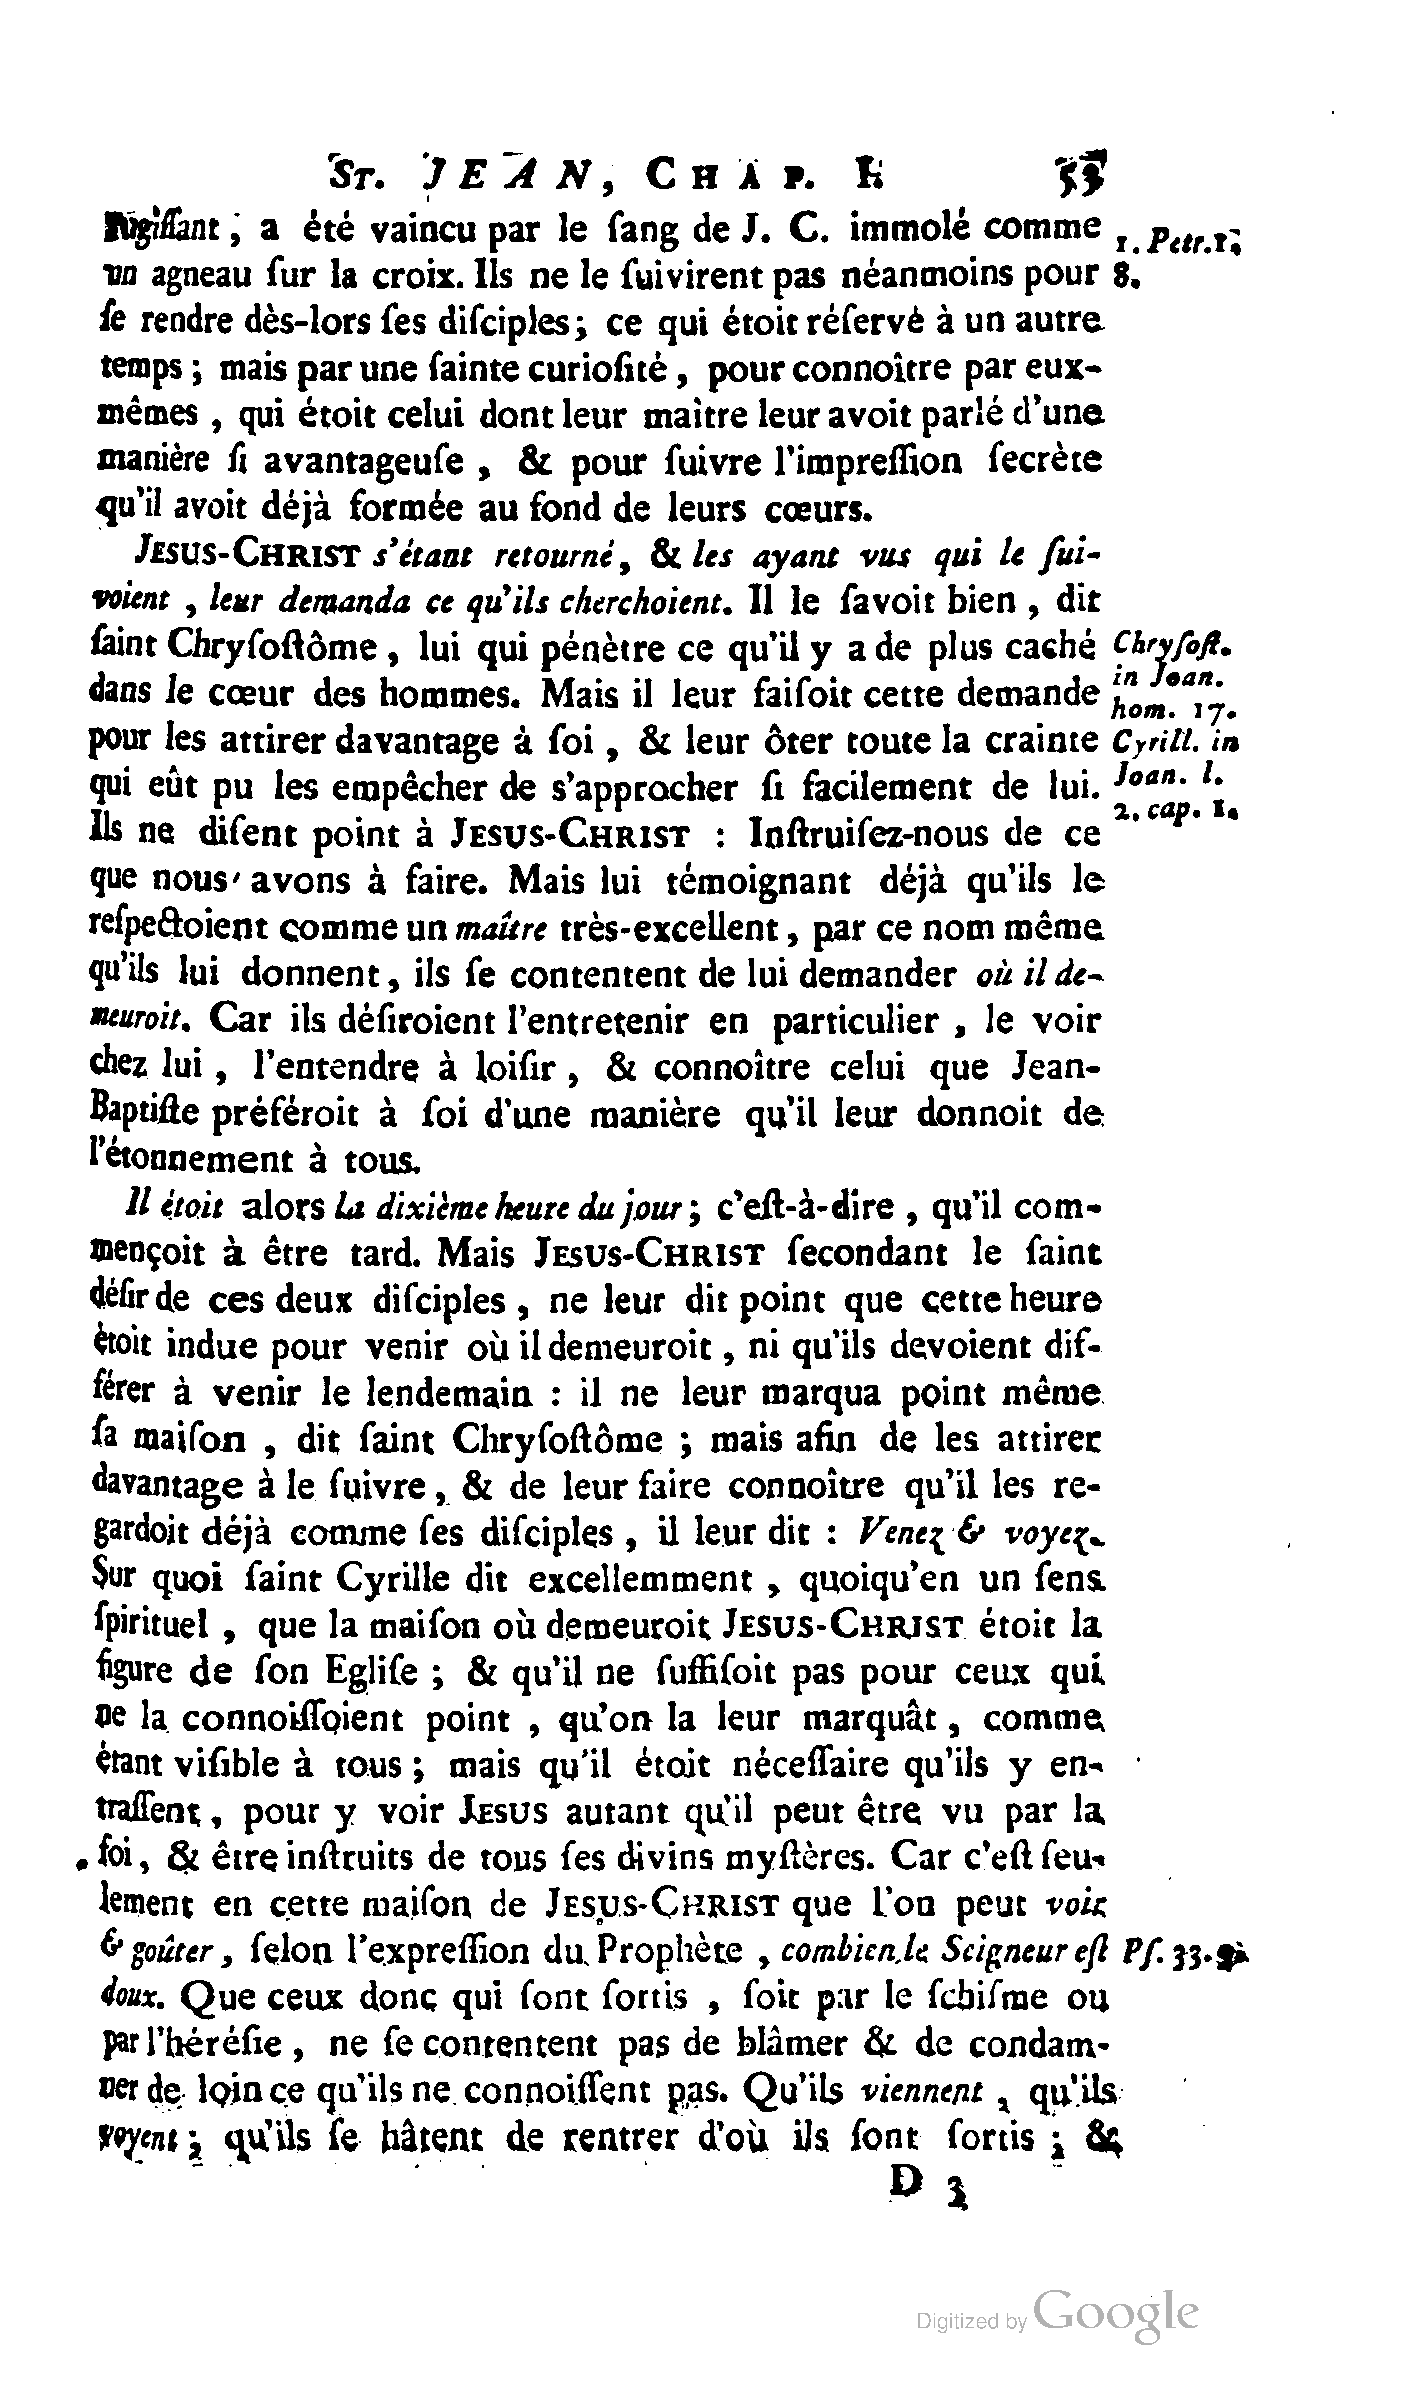 ST. JEAN, CHAP. I. 53
rugissant, a été vaincu par le ſang de J. C. immolé comme
un agneau ſur la croix. Ils ne le ſuivirent pas néanmoins pour
ſe rendre dès-lors ſes diſciples; ce qui étoit réſervé à un autre
temps ; mais par une ſainte curioſité, pour connoître par eux-
mêmes, qui étoit celui dont leur maître leur avoit parlé d'une
manière ſi avantageuſe, & pour ſuivre l'impreſſion ſecrète
qu'il avoit déjà formée au fond de leurs cœurs.
JESUS-CHRIST s'étant retourné, & les ayant vus qui le ſui-
voient, leur demanda ce qu'ils cherchoient. Il le ſavoit bien, dit
ſaint Chryſoſtôme, lui qui pénètre ce qu'il y a de plus caché
dans le cœur des hommes. Mais il leur faiſoit cette demande
pour les attirer davantage à ſoi, & leur ôter toute la crainte
qui eût pu les empêcher de s'approcher ſi facilement de lui.
Ils ne diſent point à JESUS-CHRIST : Inſtruiſez-nous de ce
que nous avons à faire. Mais lui témoignant déjà qu'ils le
reſpectoient comme un maître très-excellent, par ce nom même
qu'ils lui donnent, ils ſe contentent de lui demander où il de-
meuroit. Car ils déſiroient l'entretenir en particulier, le voir
chez lui, l'entendre à loiſir, & connoître celui que Jean-
Baptiſte préféroit à ſoi d'une manière qu'il leur donnoit de
l'étonnement à tous.
Il étoit alors la dixième heure du jour; c'eſt-à-dire, qu'il com-
mençoit à être tard. Mais JESUS-CHRIST ſecondant le ſaint
déſir de ces deux diſciples, ne leur dit point que cette heure
étoit indue pour venir où il demeuroit, ni qu'ils devoient dif-
férer à venir le lendemain : il ne leur marqua point même
ſa maiſon, dit ſaint Chryſoſtôme ; mais afin de les attirer
davantage à le ſuivre, & de leur faire connoître qu'il les re-
gardoit déjà comme ſes diſciples, il leur dit : Venez & voyez.
Sur quoi ſaint Cyrille dit excellemment, quoiqu'en un ſens
ſpirituel, que la maiſon où demeuroit JESUS-CHRIST étoit la
figure de ſon Egliſe ; & qu'il ne ſuffiſoit pas pour ceux qui
ne la connoiſſoient point, qu'on la leur marquât, comme
étant viſible à tous ; mais qu'il étoit néceſſaire qu'ils y en-
traſſent, pour y voir JESUS autant qu'il peut être vu par la
foi, & être inſtruits de tous ſes divins myſtères. Car c'eſt ſeu-
lement en cette maiſon de JESUS-CHRIST que l'on peut voir
& goûter, ſelon l'expreſſion du Prophète, combien le Seigneur eſt
doux. Que ceux donc qui ſont ſortis, ſoit par le ſchiſme ou
par l'héréſie, ne ſe contentent pas de blâmer & de condam-
ner de loin ce qu'ils ne connoiſſent pas. Qu'ils viennent, qu'ils
voyent ; qu'ils ſe hâtent de rentrer d'où ils ſont ſortis ; &
D 3
1. Petr. 1.
8.
Chryſoſt.
in Joan.
hom. 17.
Cyrill. in
Joan. l.
2. cap. 1.
Pſ. 33.
Digitized by Google